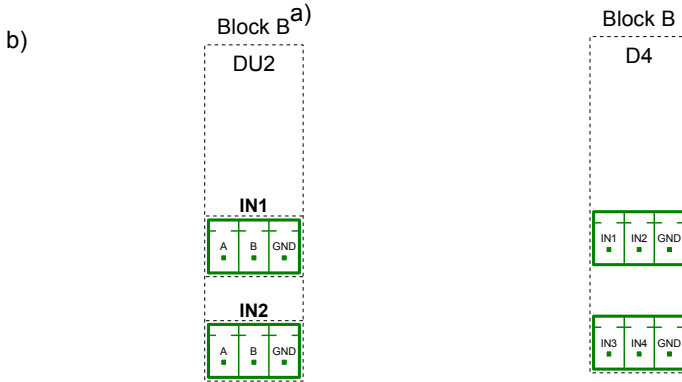 b)
Block B
DU2
IN1
A B GND
IN2
A B GND
a)
Block B
D4
IN1 IN2 GND
IN3 IN4 GND